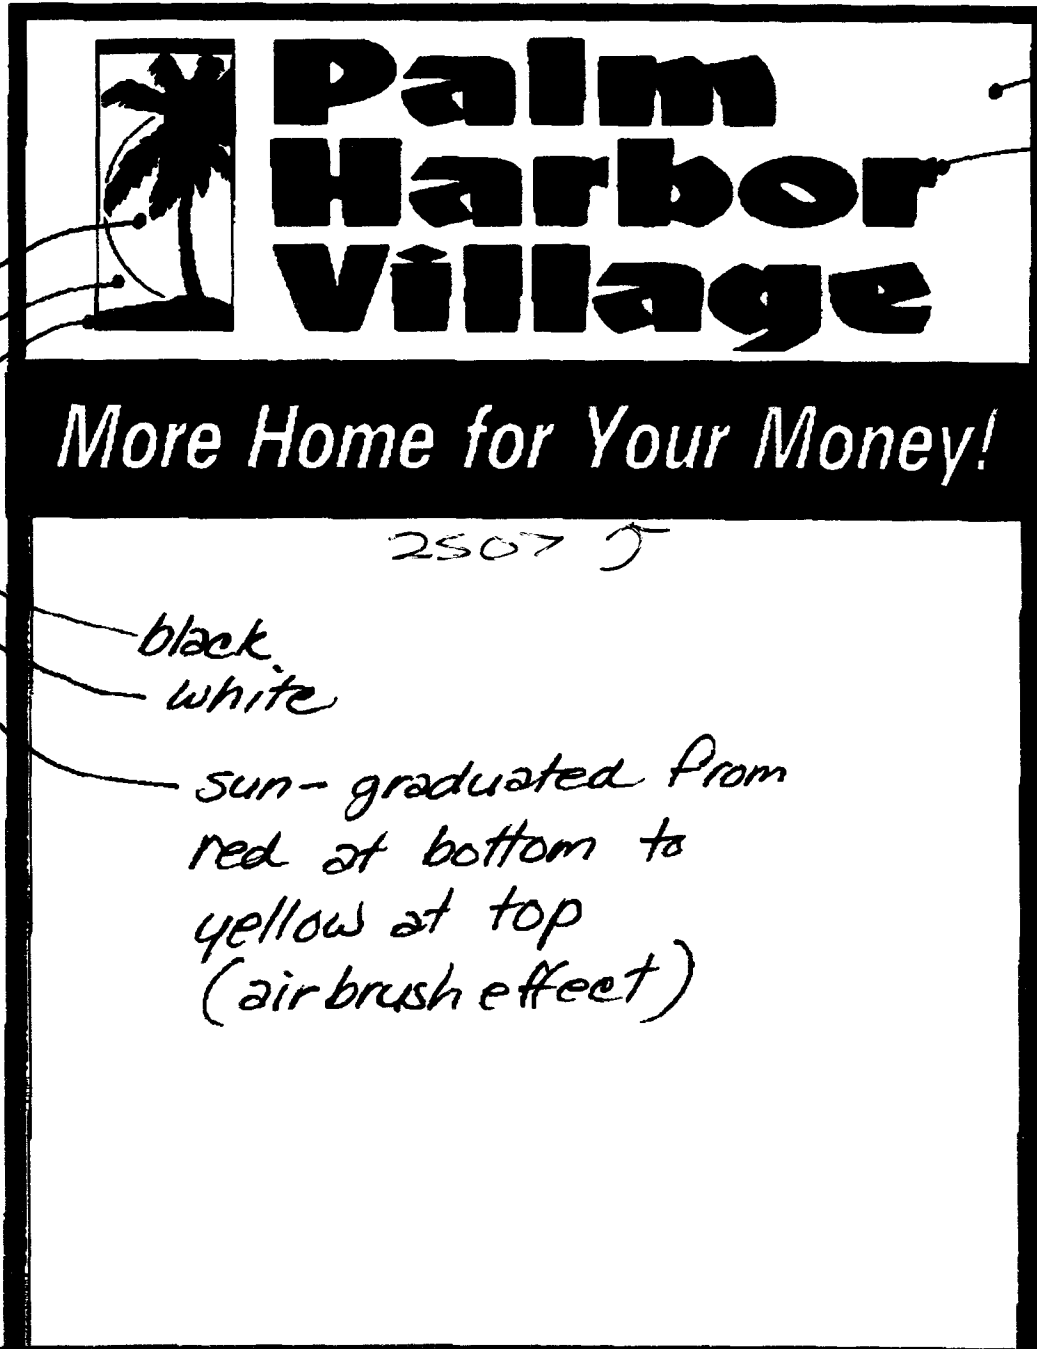 Palm
Harbor
Village
More Home for Your Money!
2507 5
black
white
sun- graduated from
red at bottom to
yellow at top
(airbrush effect)